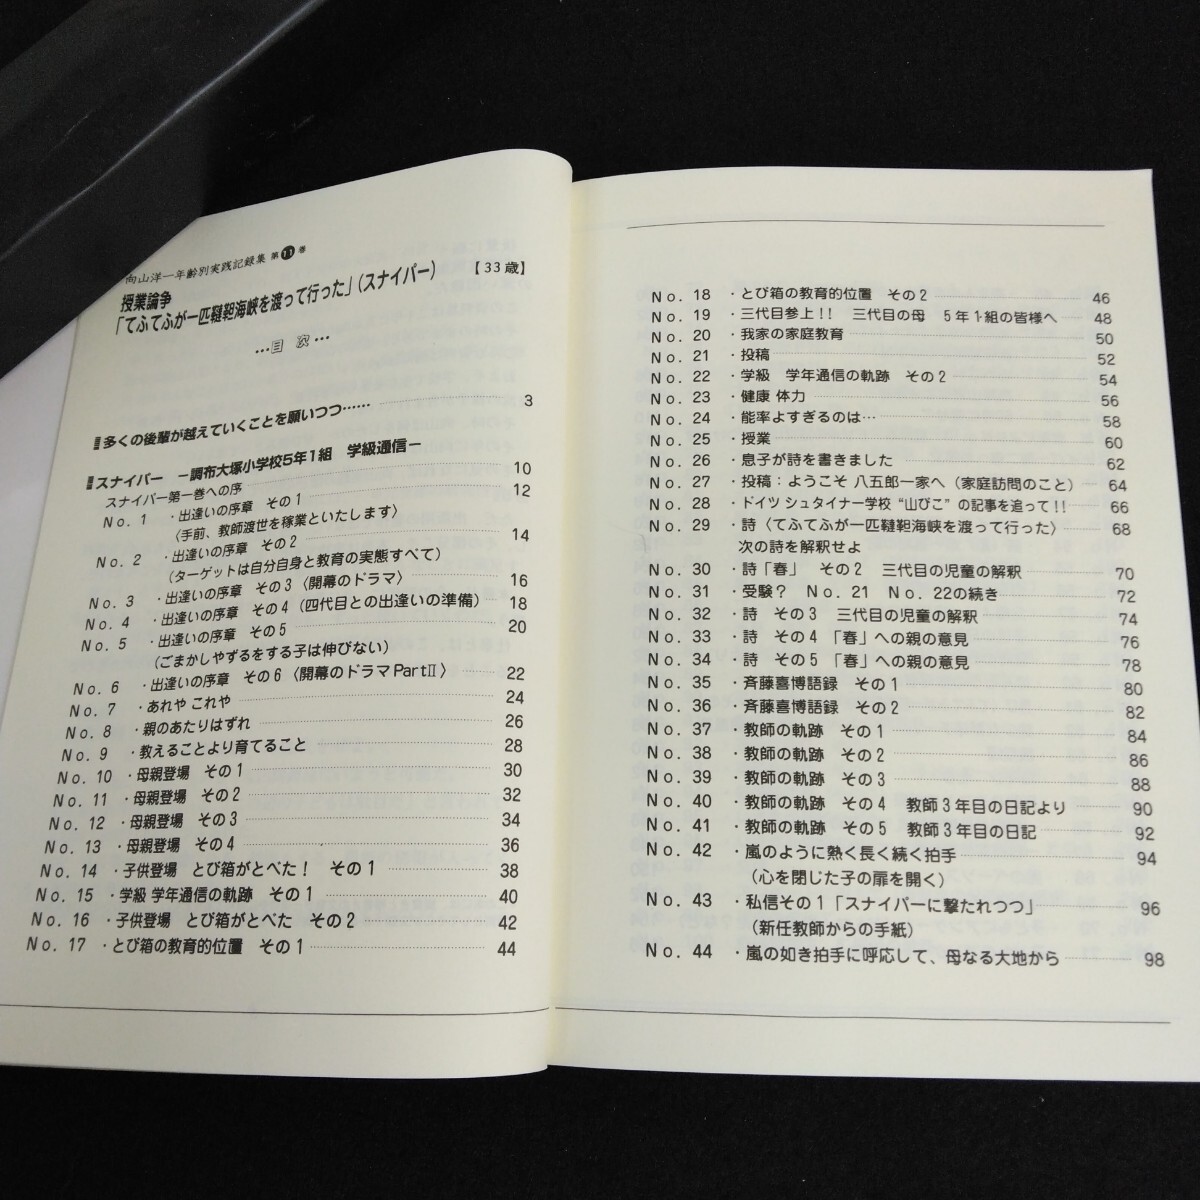 向山洋一年齢別実践記録集 第11巻
授業論争
「てふてふが一匹韃靼海峡を渡って行った」(スナイパー) 【33歳】
…目 次…
多くの後輩が越えていくことを願いつつ…… 3
スナイパー －調布大塚小学校5年1組 学級通信－
スナイパー第一巻への序 10
No. 1 ・出逢いの序章 その1 12
〈手前、教師渡世を稼業といたします〉
No. 2 ・出逢いの序章 その2 14
(ターゲットは自分自身と教育の実態すべて)
No. 3 ・出逢いの序章 その3〈開幕のドラマ〉 16
No. 4 ・出逢いの序章 その4(四代目との出逢いの準備) 18
No. 5 ・出逢いの序章 その5 20
(ごまかしやずるをする子は伸びない)
No. 6 ・出逢いの序章 その6〈開幕のドラマPartⅡ〉 22
No. 7 ・あれや これや 24
No. 8 ・親のあたりはずれ 26
No. 9 ・教えることより育てること 28
No. 10 ・母親登場 その1 30
No. 11 ・母親登場 その2 32
No. 12 ・母親登場 その3 34
No. 13 ・母親登場 その4 36
No. 14 ・子供登場 とび箱がとべた！ その1 38
No. 15 ・学級 学年通信の軌跡 その1 40
No. 16 ・子供登場 とび箱がとべた その2 42
No. 17 ・とび箱の教育的位置 その1 44
No. 18 ・とび箱の教育的位置 その2 46
No. 19 ・三代目参上!! 三代目の母 5年1組の皆様へ 48
No. 20 ・我家の家庭教育 50
No. 21 ・投稿 52
No. 22 ・学級 学年通信の軌跡 その2 54
No. 23 ・健康 体力 56
No. 24 ・能率よすぎるのは… 58
No. 25 ・授業 60
No. 26 ・息子が詩を書きました 62
No. 27 ・投稿：ようこそ 八五郎一家へ（家庭訪問のこと） 64
No. 28 ・ドイツ シュタイナー学校 “山びこ”の記事を追って!! 66
No. 29 ・詩〈てふてふが一匹韃靼海峡を渡って行った〉 68
次の詩を解釈せよ
No. 30 ・詩「春」 その2 三代目の児童の解釈 70
No. 31 ・受験？ No. 21 No. 22の続き 72
No. 32 ・詩 その3 三代目の児童の解釈 74
No. 33 ・詩 その4「春」への親の意見 76
No. 34 ・詩 その5「春」への親の意見 78
No. 35 ・斉藤喜博語録 その1 80
No. 36 ・斉藤喜博語録 その2 82
No. 37 ・教師の軌跡 その1 84
No. 38 ・教師の軌跡 その2 86
No. 39 ・教師の軌跡 その3 88
No. 40 ・教師の軌跡 その4 教師3年目の日記より 90
No. 41 ・教師の軌跡 その5 教師3年目の日記 92
No. 42 ・嵐のように熱く長く続く拍手 94
(心を閉じた子の扉を開く)
No. 43 ・私信その1「スナイパーに撃たれつつ」 96
(新任教師からの手紙)
No. 44 ・嵐の如き拍手に呼応して、母なる大地から 98